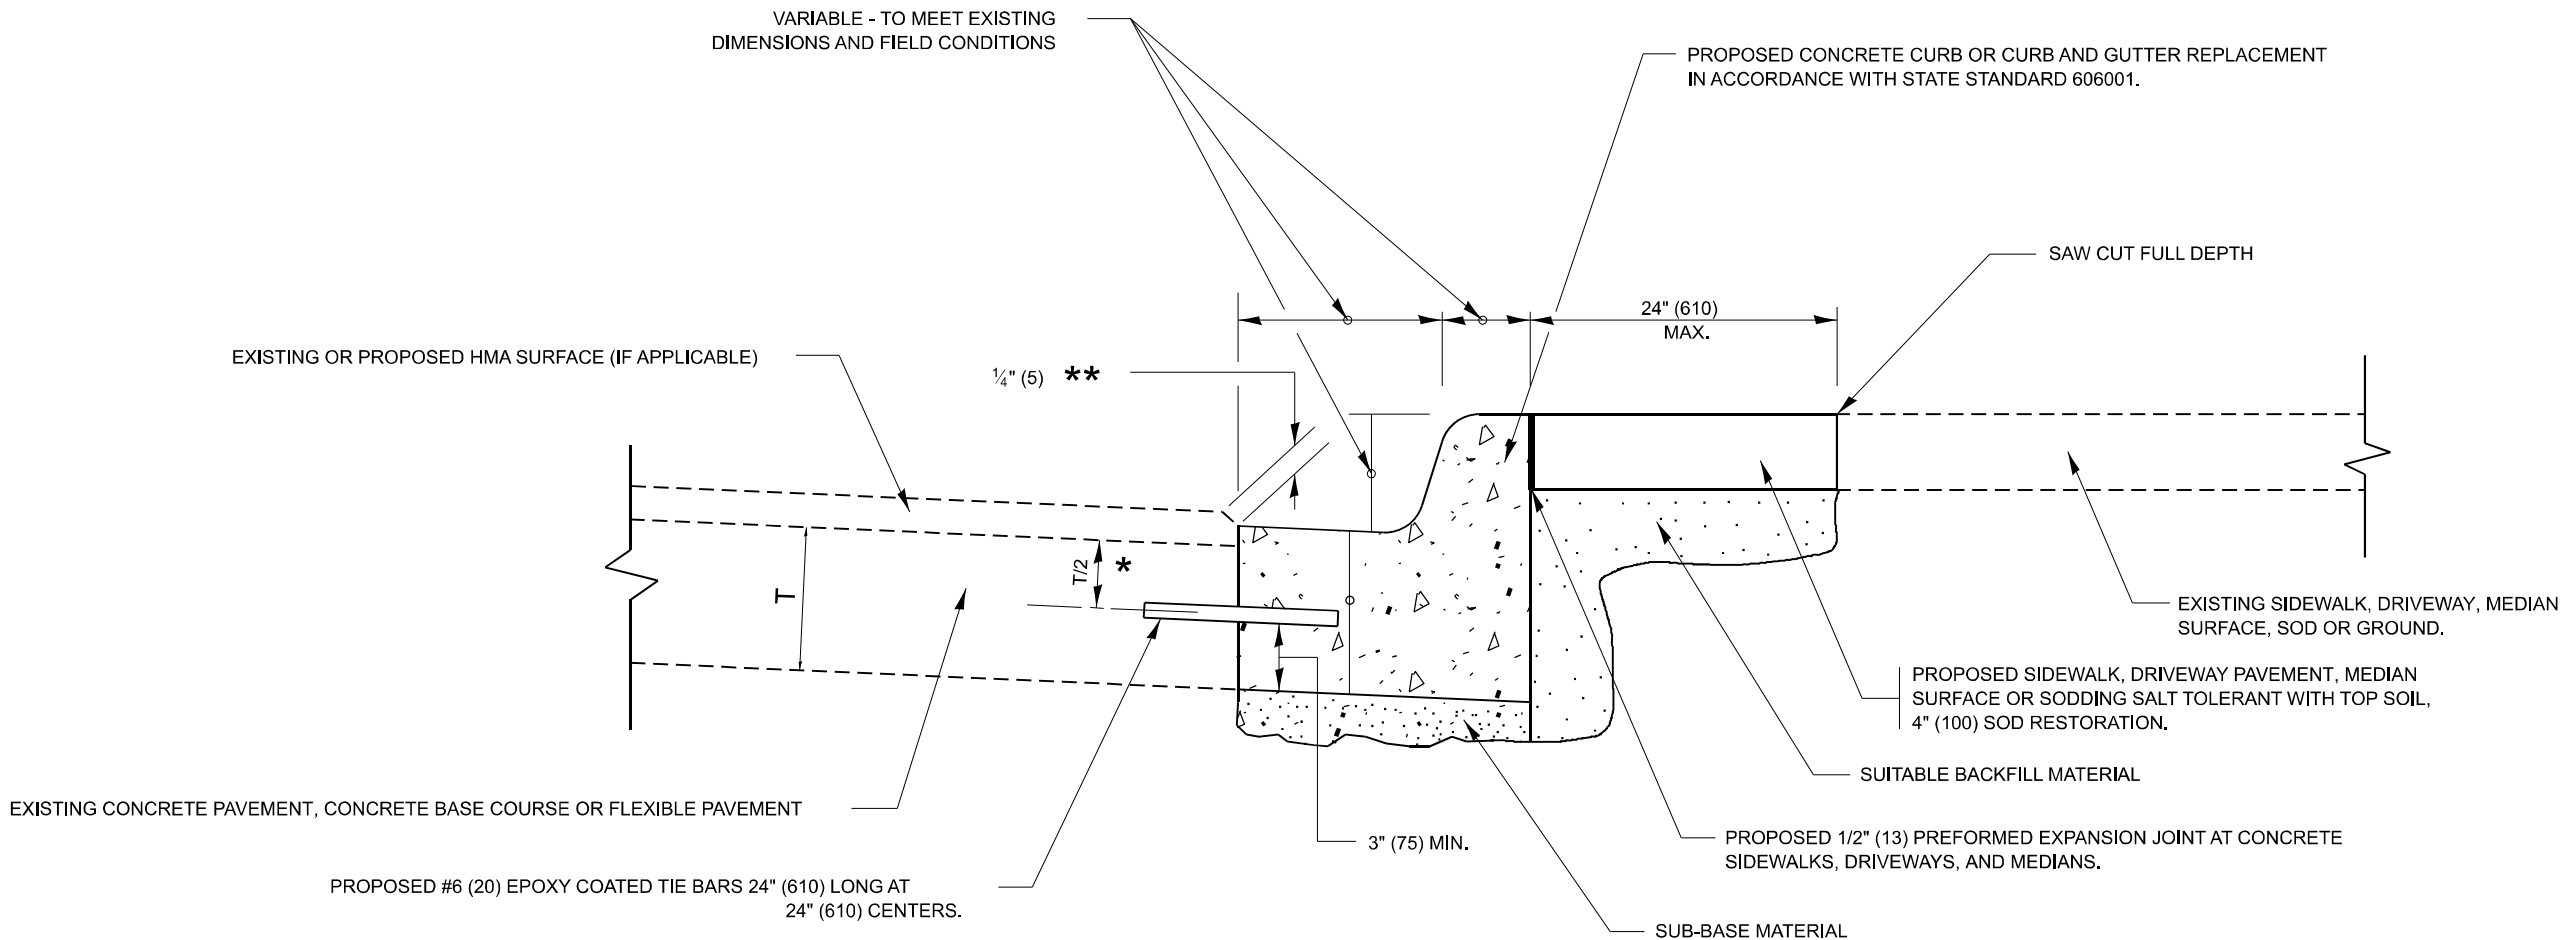 VARIABLE - TO MEET EXISTING
DIMENSIONS AND FIELD CONDITIONS
PROPOSED CONCRETE CURB OR CURB AND GUTTER REPLACEMENT
IN ACCORDANCE WITH STATE STANDARD 606001.
SAW CUT FULL DEPTH
24" (610)
MAX.
EXISTING OR PROPOSED HMA SURFACE (IF APPLICABLE)
¼" (5) **
T/2 *
T
EXISTING SIDEWALK, DRIVEWAY, MEDIAN
SURFACE, SOD OR GROUND.
PROPOSED SIDEWALK, DRIVEWAY PAVEMENT, MEDIAN
SURFACE OR SODDING SALT TOLERANT WITH TOP SOIL,
4" (100) SOD RESTORATION.
SUITABLE BACKFILL MATERIAL
EXISTING CONCRETE PAVEMENT, CONCRETE BASE COURSE OR FLEXIBLE PAVEMENT
3" (75) MIN.
PROPOSED 1/2" (13) PREFORMED EXPANSION JOINT AT CONCRETE
SIDEWALKS, DRIVEWAYS, AND MEDIANS.
PROPOSED #6 (20) EPOXY COATED TIE BARS 24" (610) LONG AT
24" (610) CENTERS.
SUB-BASE MATERIAL